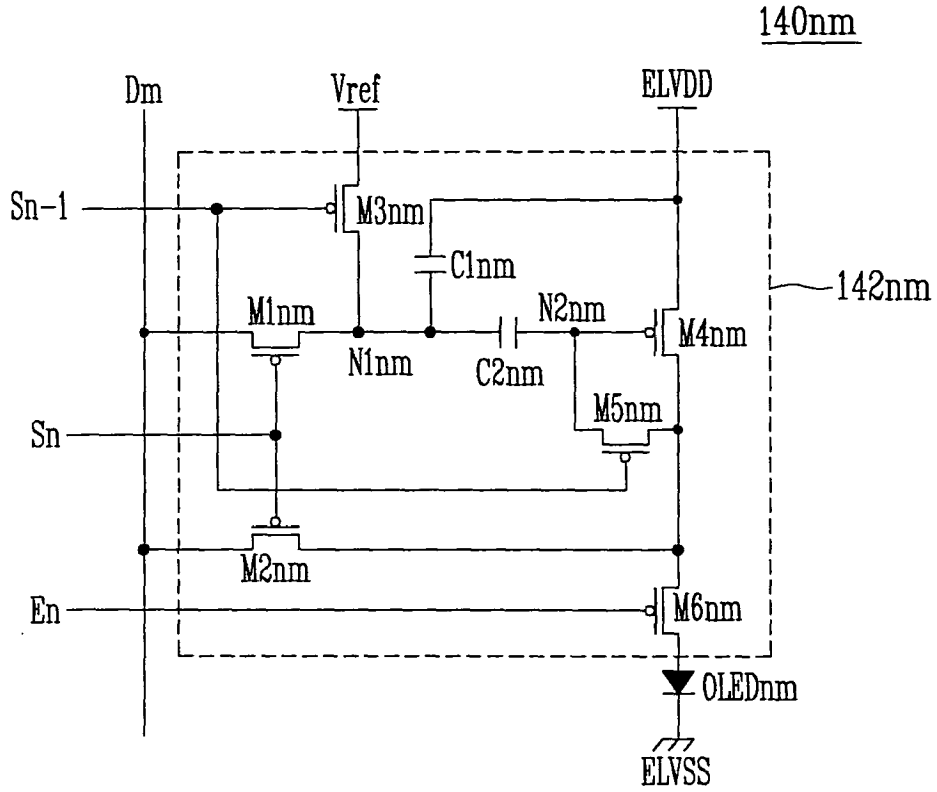 140nm
Dm
Vref
ELVDD
Sn-1
M3nm
C1nm
142nm
M1nm
N2nm
M4nm
N1nm
C2nm
M5nm
Sn
M2nm
En
M6nm
OLEDnm
ELVSS